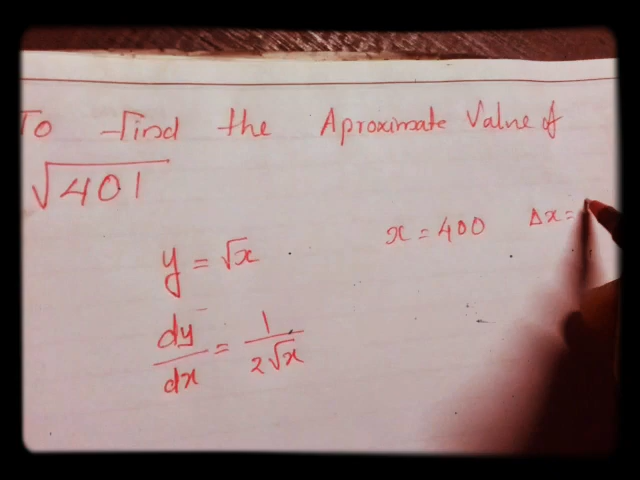 To Find the Aproximate Value of
√401
y = √x
x = 400 Δx =
dy/dx = 1/2√x